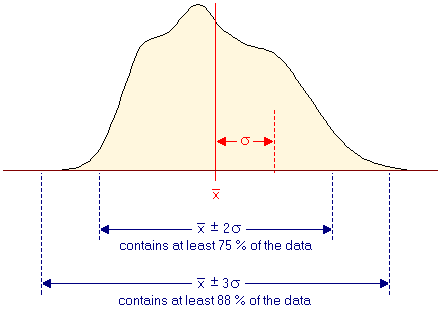 σ
x̅
x̅ ± 2σ
contains at least 75 % of the data
x̅ ± 3σ
contains at least 88 % of the data